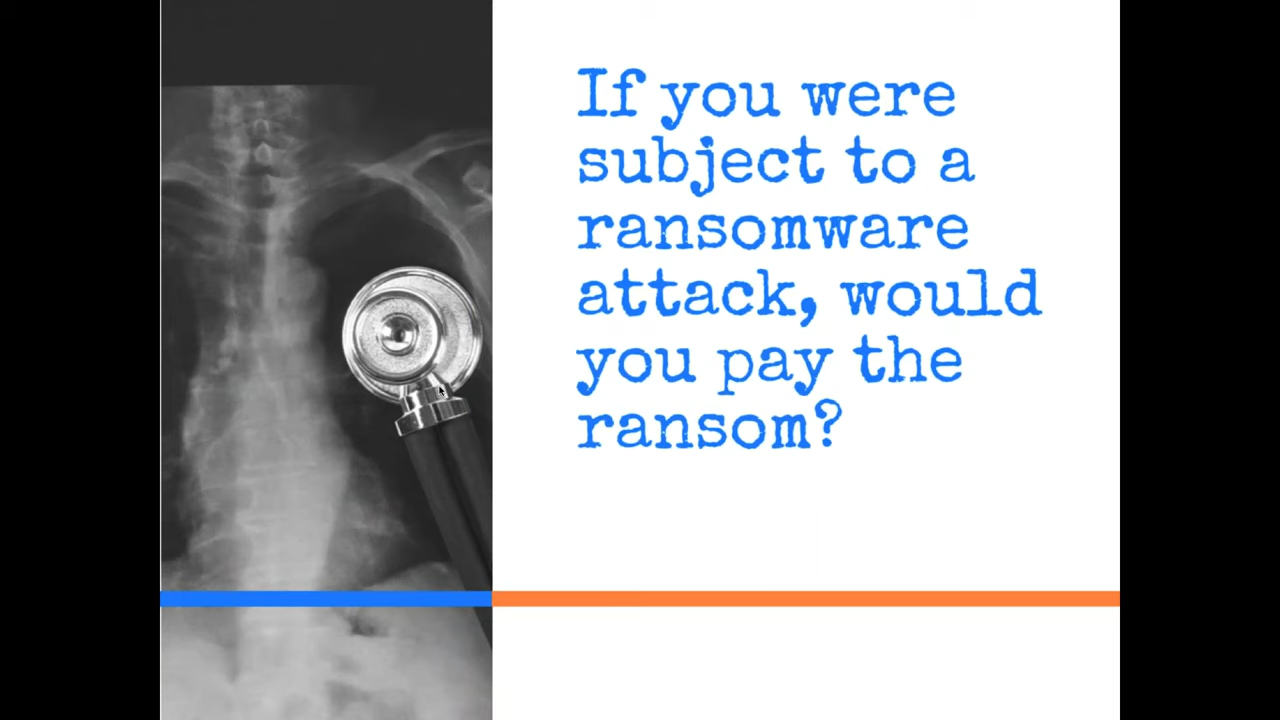 If you were
subject to a
ransomware
attack, would
you pay the
ransom?